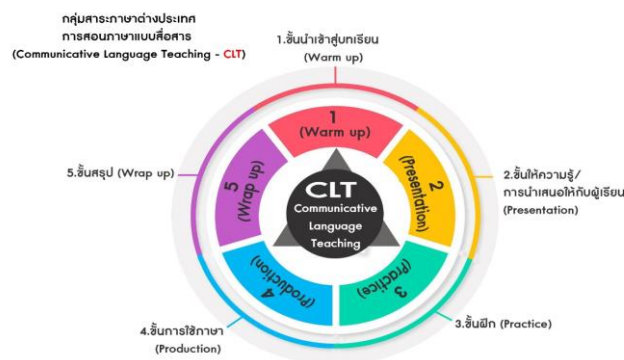 กลุ่มสาระภาษาต่างประเทศ
การสอนภาษาแบบสื่อสาร
(Communicative Language Teaching - CLT)
1.ขั้นนำเข้าสู่บทเรียน
(Warm up)
1
(Warm up)
2
(Presentation)
2.ขั้นให้ความรู้/
การนำเสนอให้กับผู้เรียน
(Presentation)
3
(Practice)
3.ขั้นฝึก (Practice)
4
(Production)
4.ขั้นการใช้ภาษา
(Production)
5
(Wrap up)
5.ขั้นสรุป (Wrap up)
CLT
Communicative
Language
Teaching